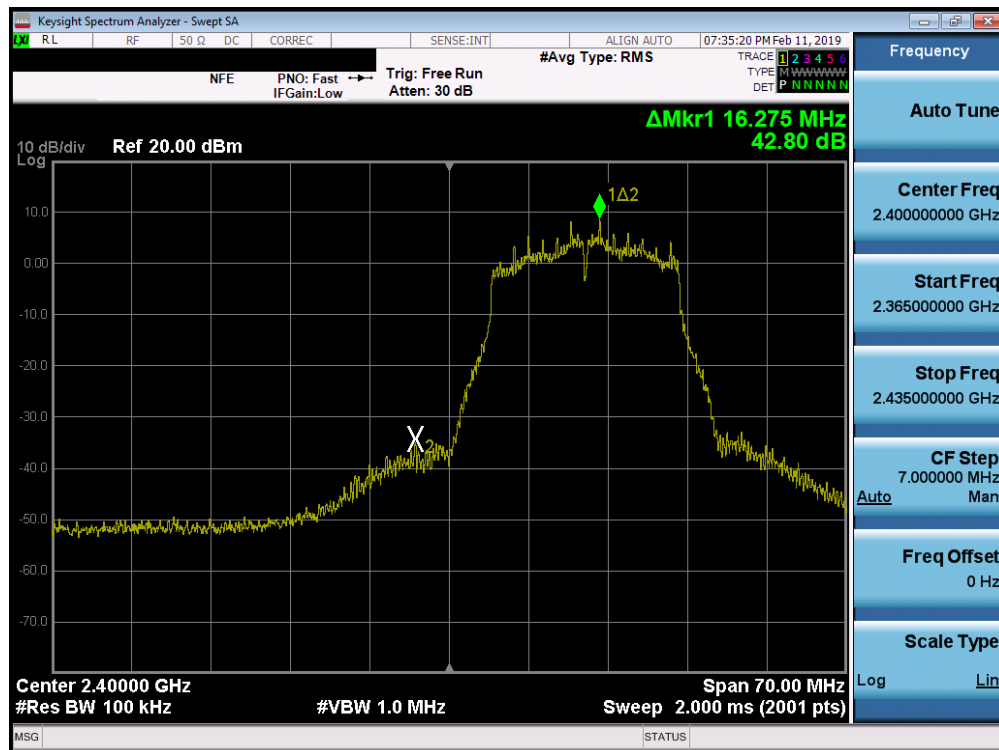 Keysight Spectrum Analyzer - Swept SA
LXI RL RF 50 Ω DC CORREC SENSE:INT ALIGN AUTO 07:35:20 PM Feb 11, 2019
NFE PNO: Fast Trig: Free Run #Avg Type: RMS TRACE 1 2 3 4 5 6
IFGain:Low Atten: 30 dB TYPE M WWWWW
DET P N N N N N
ΔMkr1 16.275 MHz
42.80 dB
10 dB/div Ref 20.00 dBm
Log
1Δ2
10.0
0.00
-10.0
-20.0
-30.0
X2
-40.0
-50.0
-60.0
-70.0
Center 2.40000 GHz Span 70.00 MHz
#Res BW 100 kHz #VBW 1.0 MHz Sweep 2.000 ms (2001 pts)
MSG STATUS
Frequency
Auto Tune
Center Freq
2.400000000 GHz
Start Freq
2.365000000 GHz
Stop Freq
2.435000000 GHz
CF Step
7.000000 MHz
Auto Man
Freq Offset
0 Hz
Scale Type
Log Lin